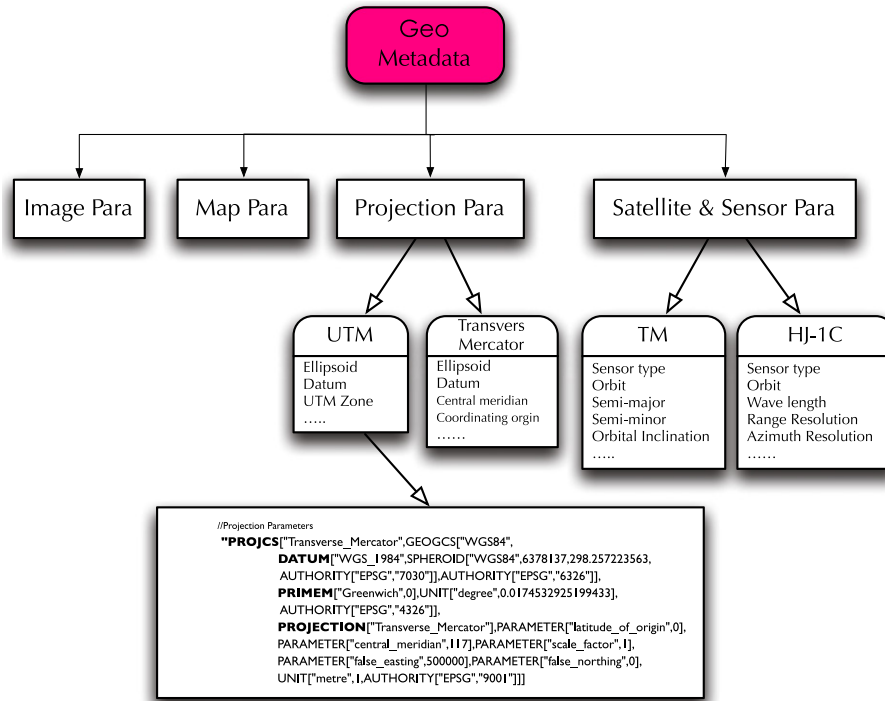 Geo
Metadata
Image Para
Map Para
Projection Para
Satellite & Sensor Para
UTM
Ellipsoid
Datum
UTM Zone
.....
Transvers
Mercator
Ellipsoid
Datum
Central meridian
Coordinating orgin
......
TM
Sensor type
Orbit
Semi-major
Semi-minor
Orbital Inclination
.....
HJ-1C
Sensor type
Orbit
Wave length
Range Resolution
Azimuth Resolution
......
//Projection Parameters
"PROJCS["Transverse_Mercator",GEOGCS["WGS84",
DATUM["WGS_1984",SPHEROID["WGS84",6378137,298.257223563,
AUTHORITY["EPSG","7030"]],AUTHORITY["EPSG","6326"]],
PRIMEM["Greenwich",0],UNIT["degree",0.0174532925199433],
AUTHORITY["EPSG","4326"]],
PROJECTION["Transverse_Mercator"],PARAMETER["latitude_of_origin",0],
PARAMETER["central_meridian",117],PARAMETER["scale_factor",1],
PARAMETER["false_easting",500000],PARAMETER["false_northing",0],
UNIT["metre",1,AUTHORITY["EPSG","9001"]]]